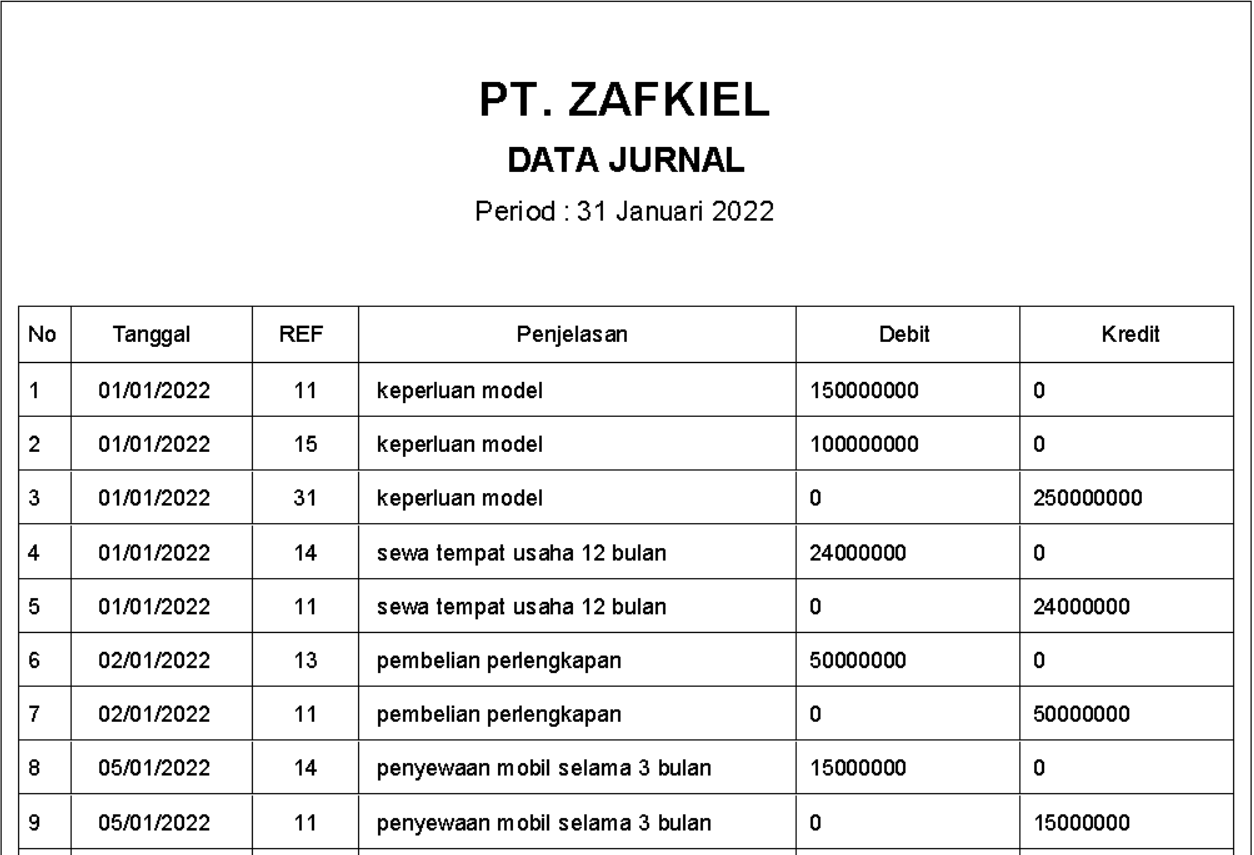 PT. ZAFKIEL
DATA JURNAL
Period : 31 Januari 2022
No Tanggal REF Penjelasan Debit Kredit
1 01/01/2022 11 keperluan model 150000000 0
2 01/01/2022 15 keperluan model 100000000 0
3 01/01/2022 31 keperluan model 0 250000000
4 01/01/2022 14 sewa tempat usaha 12 bulan 24000000 0
5 01/01/2022 11 sewa tempat usaha 12 bulan 0 24000000
6 02/01/2022 13 pembelian perlengkapan 50000000 0
7 02/01/2022 11 pembelian perlengkapan 0 50000000
8 05/01/2022 14 penyewaan mobil selama 3 bulan 15000000 0
9 05/01/2022 11 penyewaan mobil selama 3 bulan 0 15000000